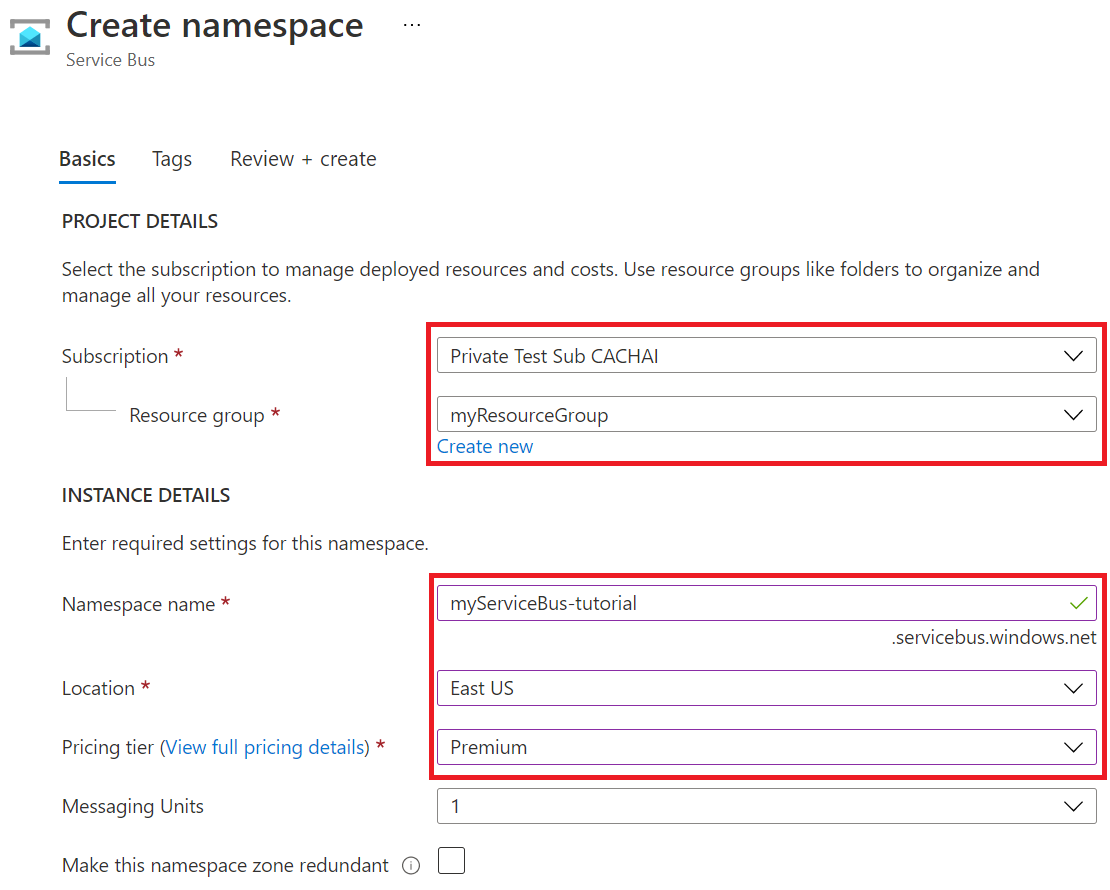 Create namespace ...
Service Bus
Basics Tags Review + create
PROJECT DETAILS
Select the subscription to manage deployed resources and costs. Use resource groups like folders to organize and
manage all your resources.
Subscription * Private Test Sub CACHAI
Resource group * myResourceGroup
Create new
INSTANCE DETAILS
Enter required settings for this namespace.
Namespace name * myServiceBus-tutorial
.servicebus.windows.net
Location * East US
Pricing tier (View full pricing details) * Premium
Messaging Units 1
Make this namespace zone redundant